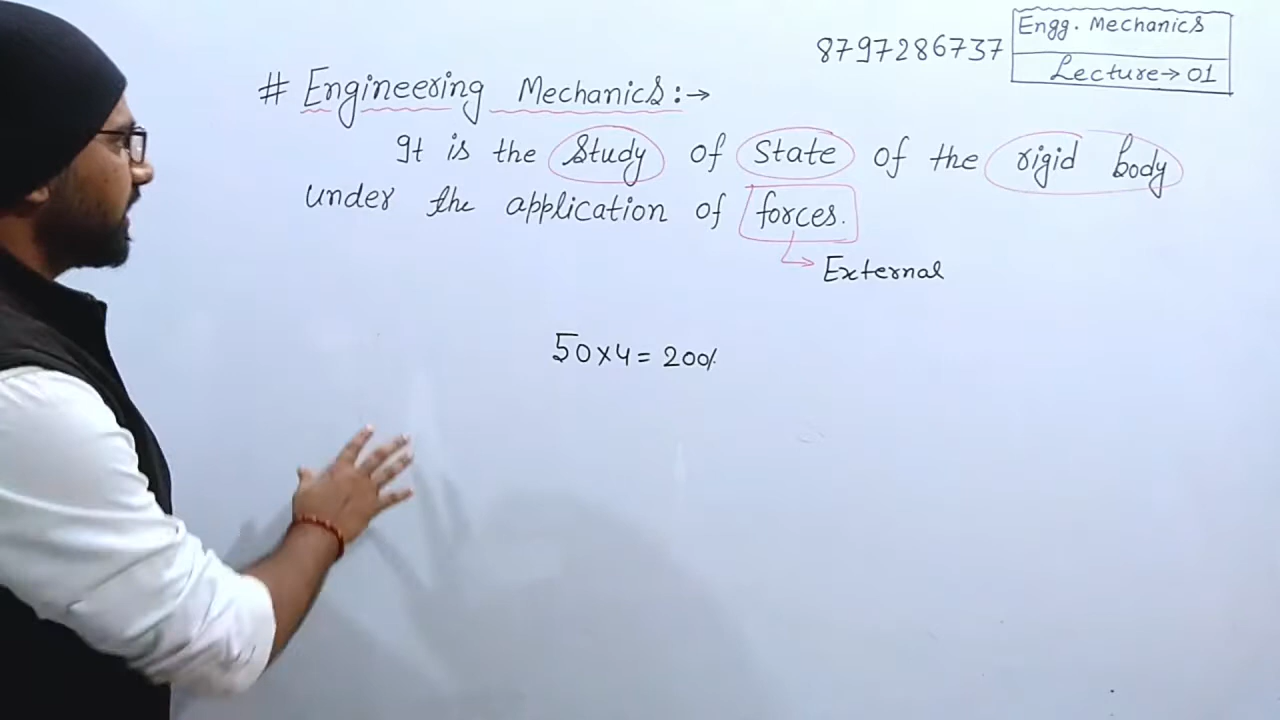 8797286737
Engg. Mechanics
Lecture→01
# Engineering Mechanics:→
It is the Study of State of the rigid body
under the application of forces.
External
50×4=200%